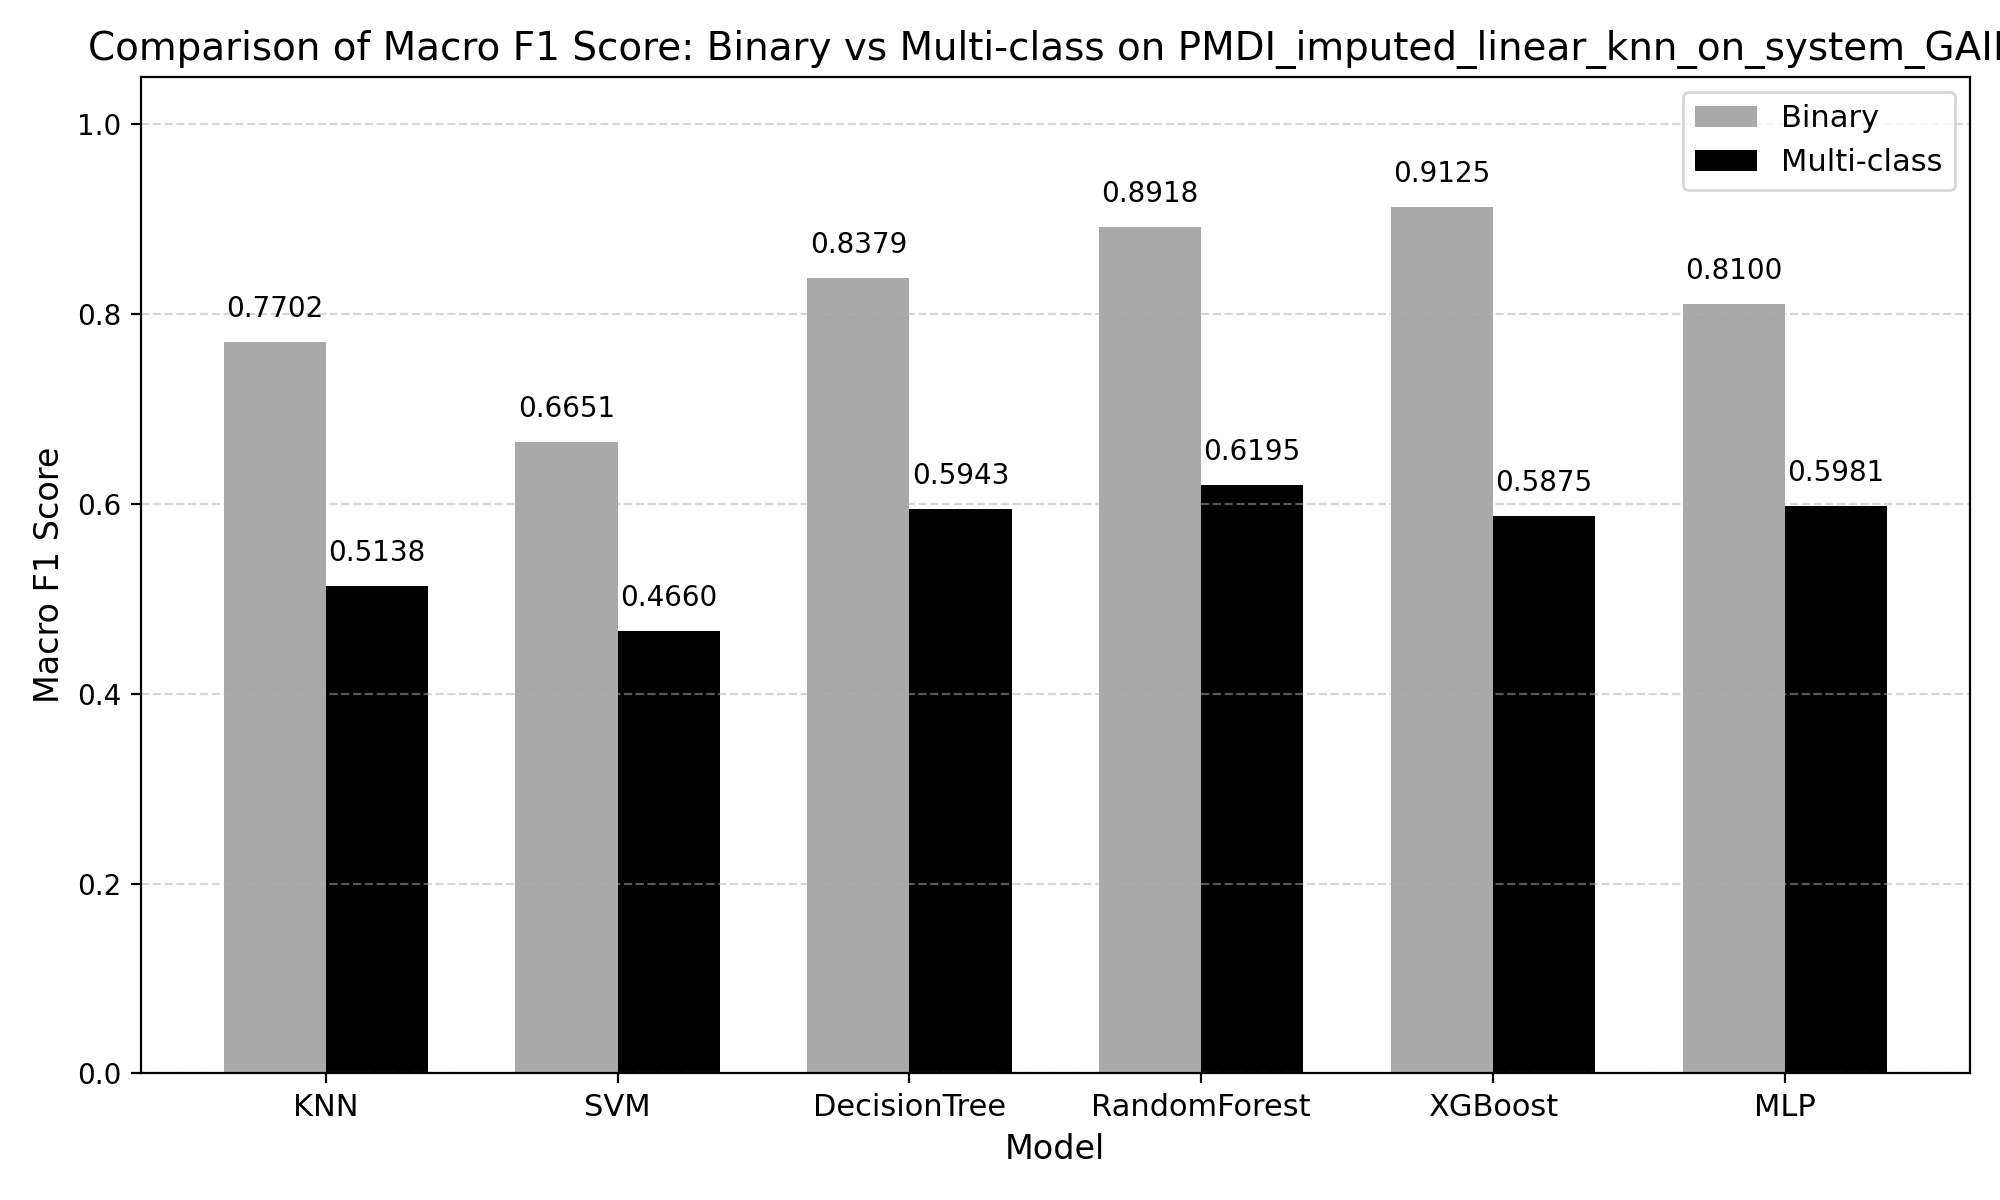 Comparison of Macro F1 Score: Binary vs Multi-class on PMDI_imputed_linear_knn_on_system_GAI
Binary
Multi-class
1.0
0.8
0.6
0.4
0.2
0.0
Macro F1 Score
0.7702
0.5138
0.6651
0.4660
0.8379
0.5943
0.8918
0.6195
0.9125
0.5875
0.8100
0.5981
KNN
SVM
DecisionTree
RandomForest
XGBoost
MLP
Model